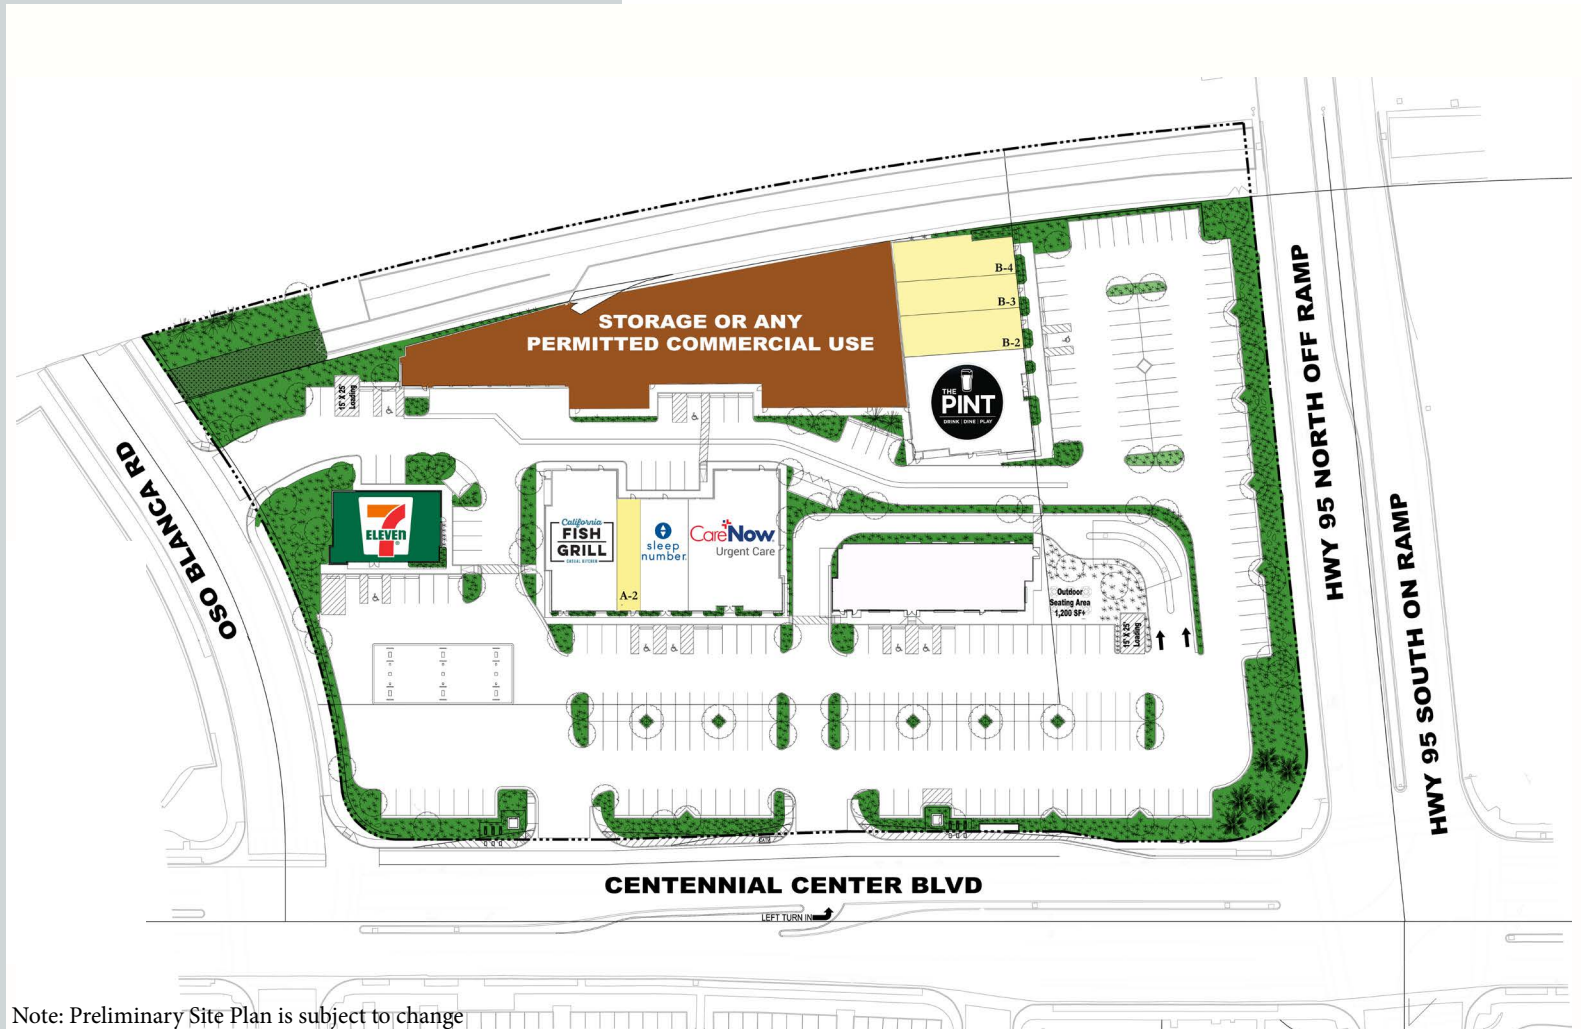 STORAGE OR ANY
PERMITTED COMMERCIAL USE
B-4
B-3
B-2
THE
PINT
DRINK | DINE | PLAY
15' X 25'
Loading
OSO BLANCA RD
7
ELEVEN
California
FISH
GRILL
CASUAL KITCHEN
A-2
sleep
number
CareNow
Urgent Care
Outdoor
Seating Area
1,200 SF+
15' X 25'
Loading
HWY 95 NORTH OFF RAMP
HWY 95 SOUTH ON RAMP
CENTENNIAL CENTER BLVD
LEFT TURN IN
Note: Preliminary Site Plan is subject to change